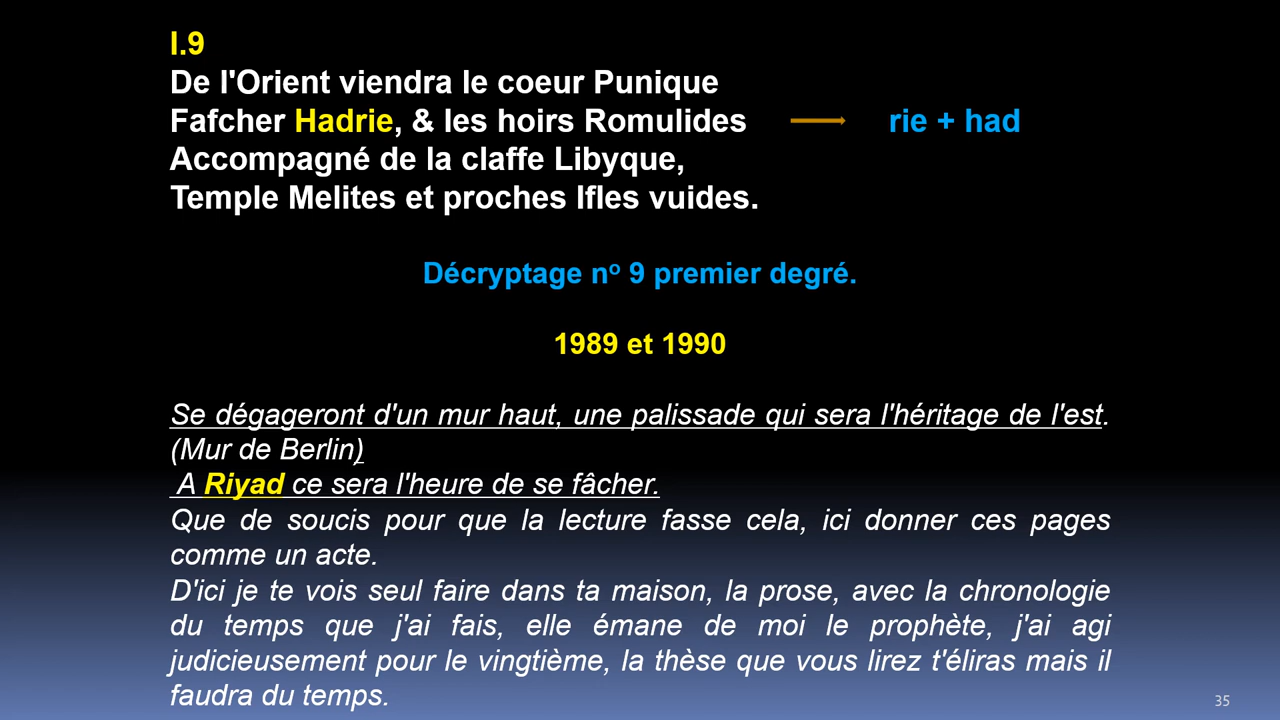 I.9
De l'Orient viendra le coeur Punique
Fafcher Hadrie, & les hoirs Romulides → rie + had
Accompagné de la claffe Libyque,
Temple Melites et proches Ifles vuides.
Décryptage nº 9 premier degré.
1989 et 1990
Se dégageront d'un mur haut, une palissade qui sera l'héritage de l'est.
(Mur de Berlin)
A Riyad ce sera l'heure de se fâcher.
Que de soucis pour que la lecture fasse cela, ici donner ces pages
comme un acte.
D'ici je te vois seul faire dans ta maison, la prose, avec la chronologie
du temps que j'ai fais, elle émane de moi le prophète, j'ai agi
judicieusement pour le vingtième, la thèse que vous lirez t'éliras mais il
faudra du temps.
35